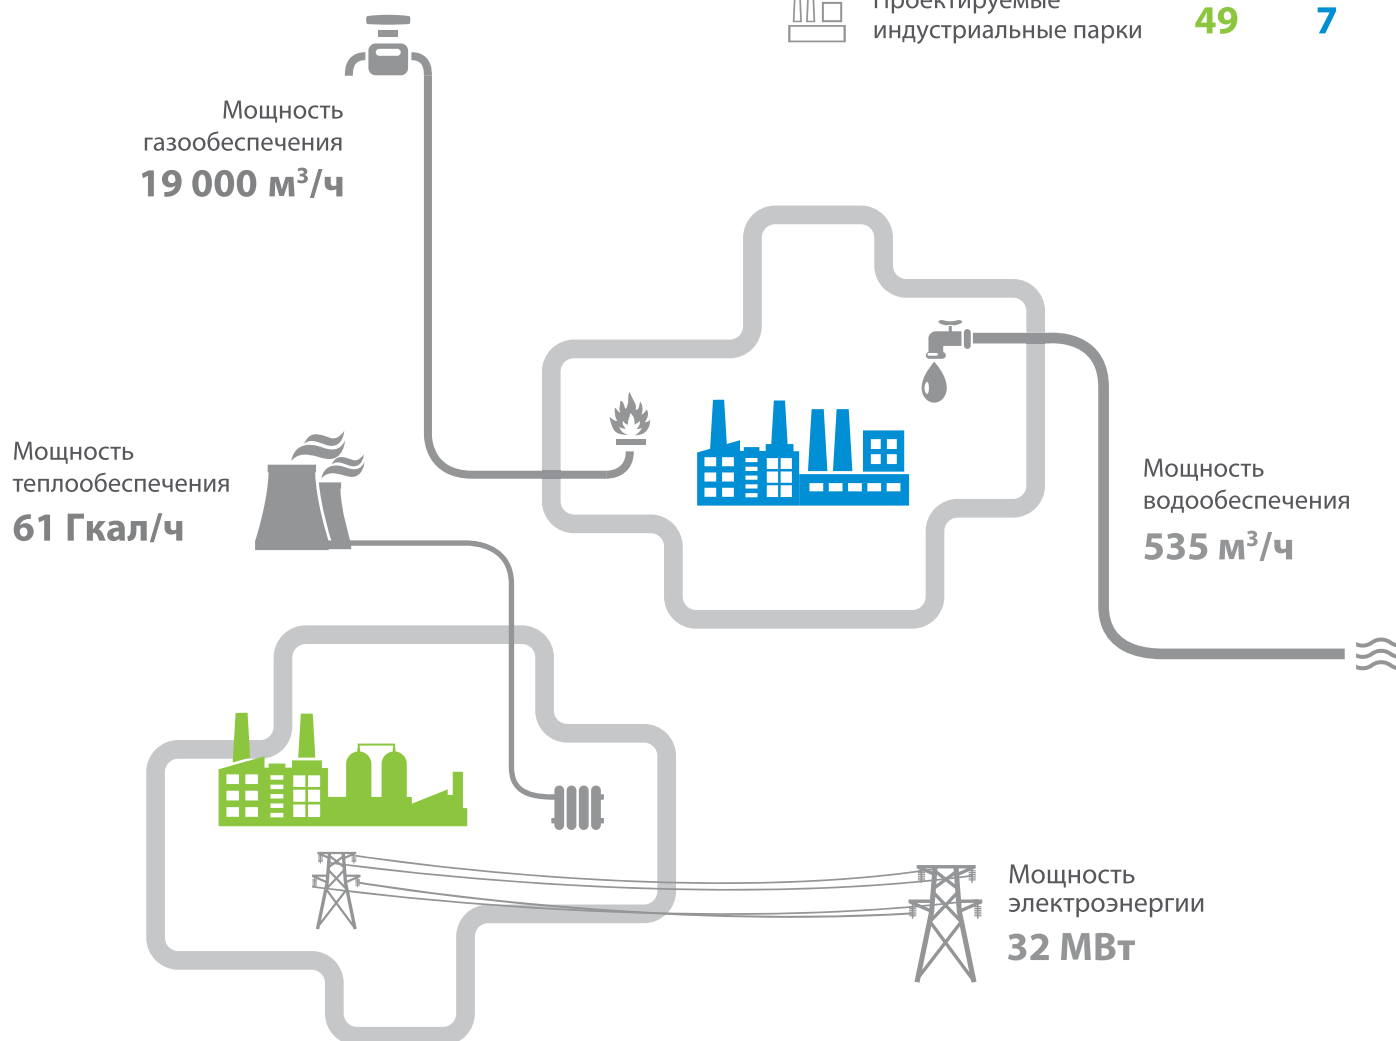 Проектируемые
индустриальные парки 49 7
Мощность
газообеспечения
19 000 м³/ч
Мощность
теплообеспечения
61 Гкал/ч
Мощность
водообеспечения
535 м³/ч
Мощность
электроэнергии
32 МВт